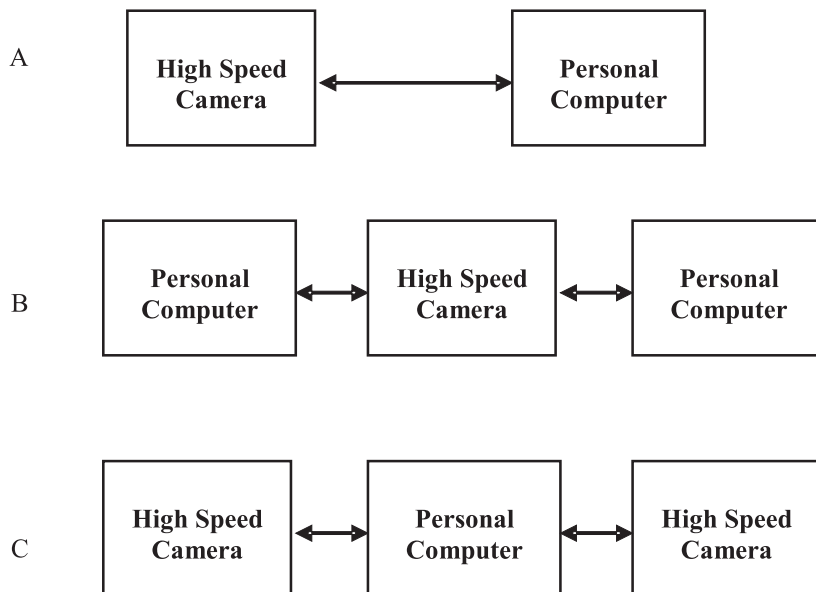 A
High Speed
Camera
Personal
Computer
B
Personal
Computer
High Speed
Camera
Personal
Computer
C
High Speed
Camera
Personal
Computer
High Speed
Camera